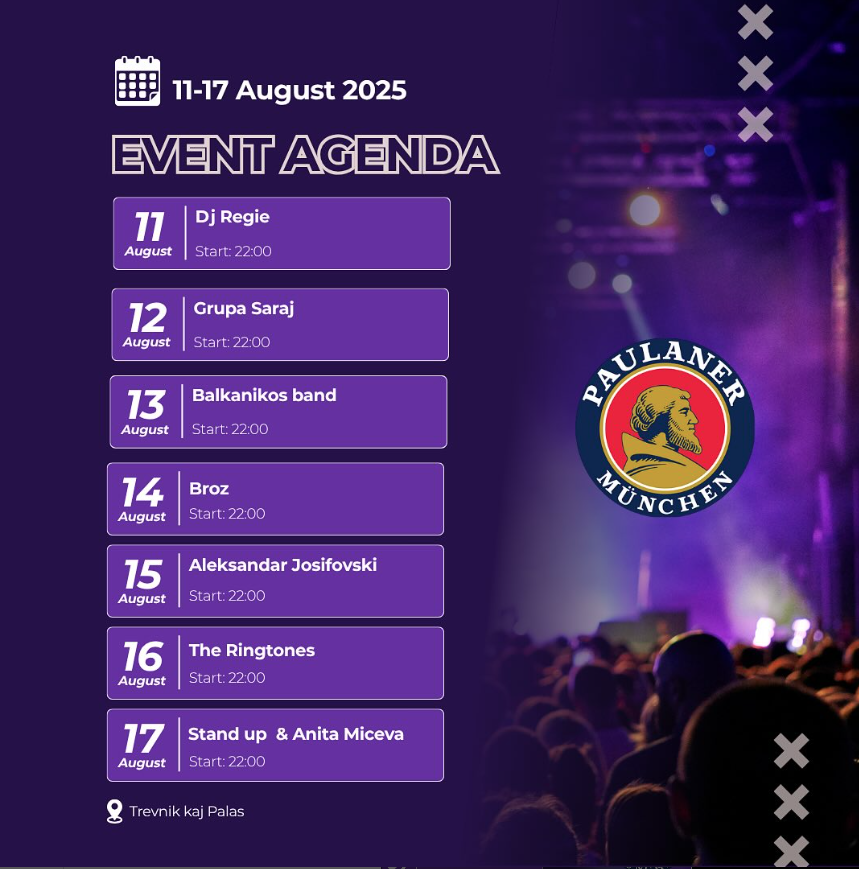 11-17 August 2025
EVENT AGENDA
11
August
Dj Regie
Start: 22:00
12
August
Grupa Saraj
Start: 22:00
13
August
Balkanikos band
Start: 22:00
14
August
Broz
Start: 22:00
15
August
Aleksandar Josifovski
Start: 22:00
16
August
The Ringtones
Start: 22:00
17
August
Stand up & Anita Miceva
Start: 22:00
Trevnik kaj Palas
PAULANER
MÜNCHEN